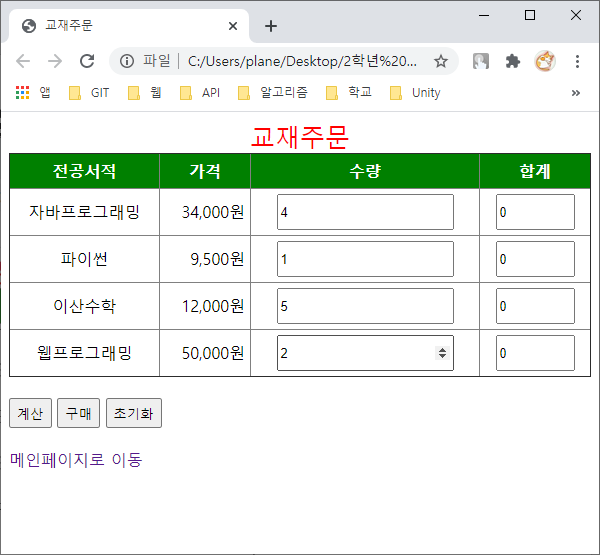 교재주문
파일 C:/Users/plane/Desktop/2학년%20...
앱 GIT 웹 API 알고리즘 학교 Unity »
교재주문
전공서적 가격 수량 합계
자바프로그래밍 34,000원 4 0
파이썬 9,500원 1 0
이산수학 12,000원 5 0
웹프로그래밍 50,000원 2 0
계산 구매 초기화
메인페이지로 이동